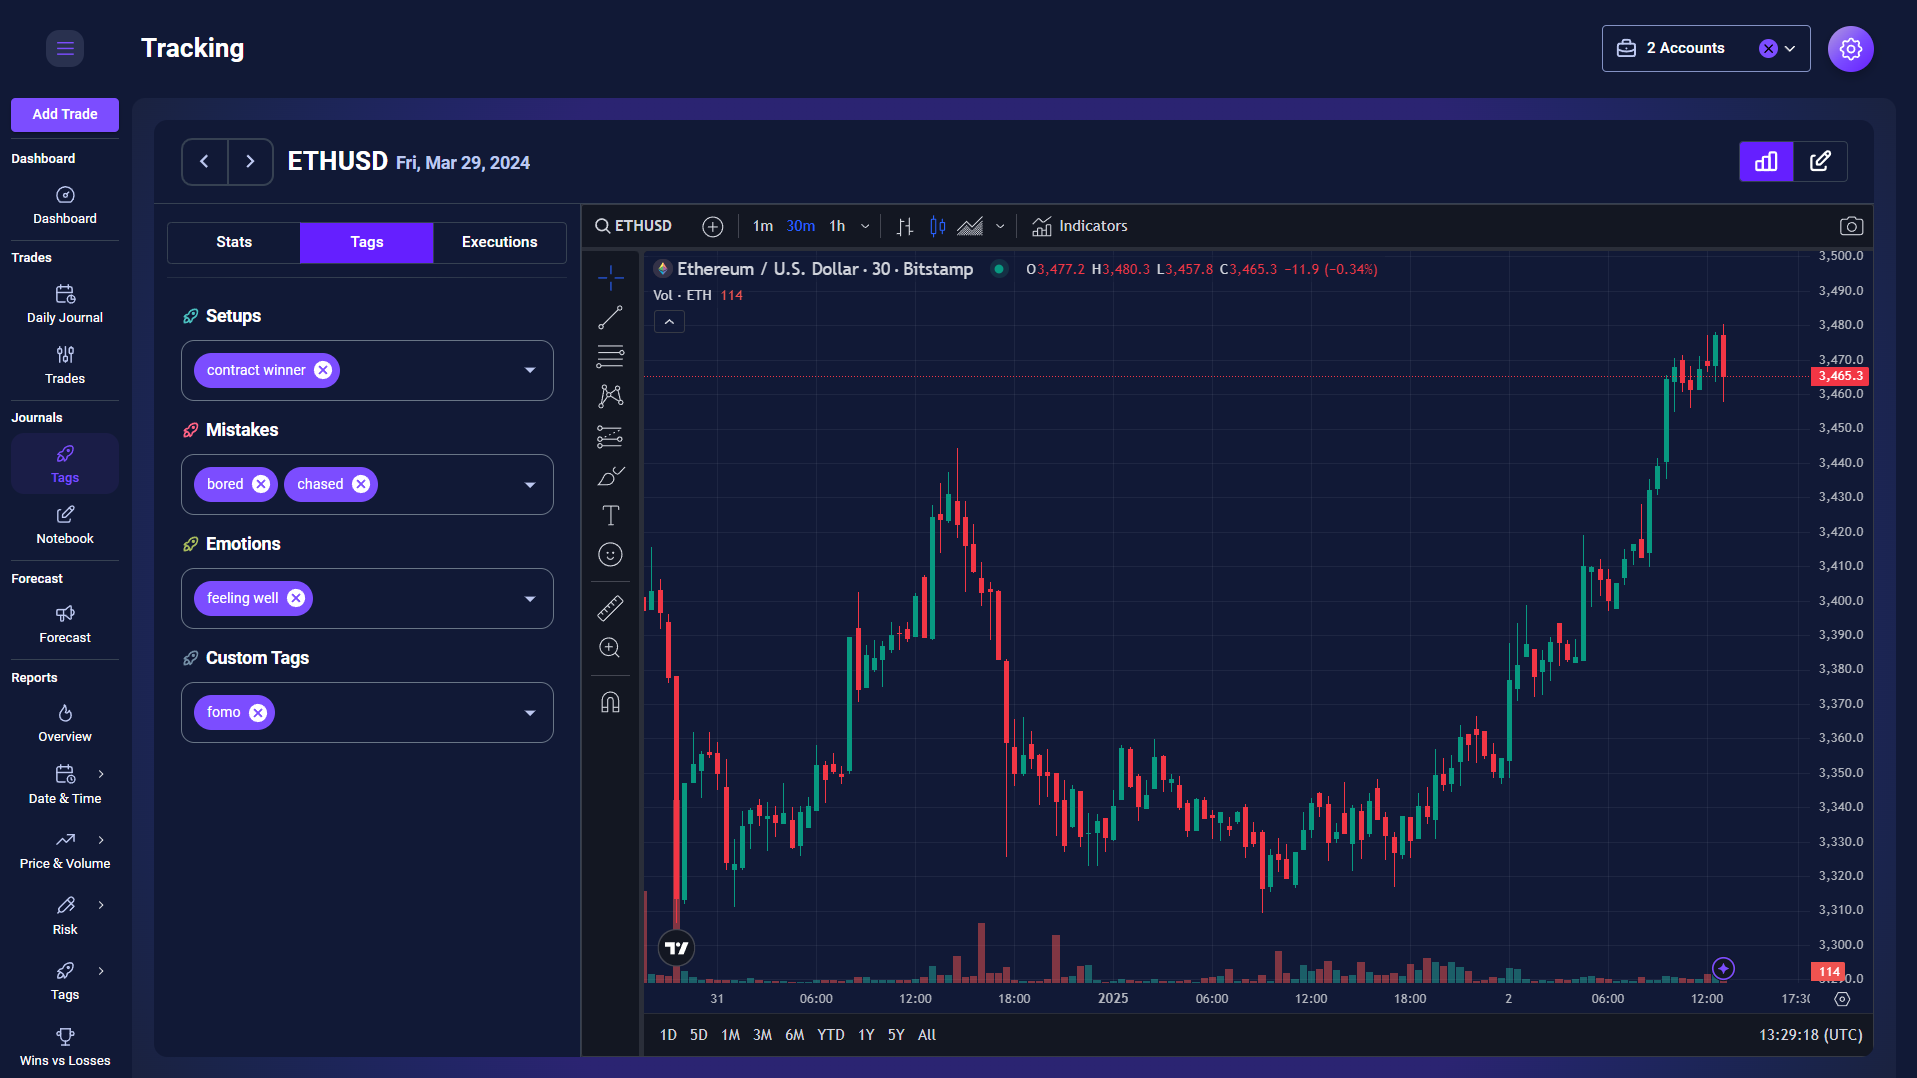 Tracking
2 Accounts
Add Trade
Dashboard
Dashboard
Trades
Daily Journal
Trades
Journals
Tags
Notebook
Forecast
Forecast
Reports
Overview
Date & Time
Price & Volume
Risk
Tags
Wins vs Losses
ETHUSD Fri, Mar 29, 2024
Stats Tags Executions
Setups
contract winner
Mistakes
bored chased
Emotions
feeling well
Custom Tags
fomo
ETHUSD 1m 30m 1h Indicators
Ethereum / U.S. Dollar · 30 · Bitstamp O3,477.2 H3,480.3 L3,457.8 C3,465.3 −11.9 (−0.34%)
Vol · ETH 114
3,500.0
3,490.0
3,480.0
3,470.0
3,465.3
3,460.0
3,450.0
3,440.0
3,430.0
3,420.0
3,410.0
3,400.0
3,390.0
3,380.0
3,370.0
3,360.0
3,350.0
3,340.0
3,330.0
3,320.0
3,310.0
3,300.0
114
31 06:00 12:00 18:00 2025 06:00 12:00 18:00 2 06:00 12:00
1D 5D 1M 3M 6M YTD 1Y 5Y All
13:29:18 (UTC)